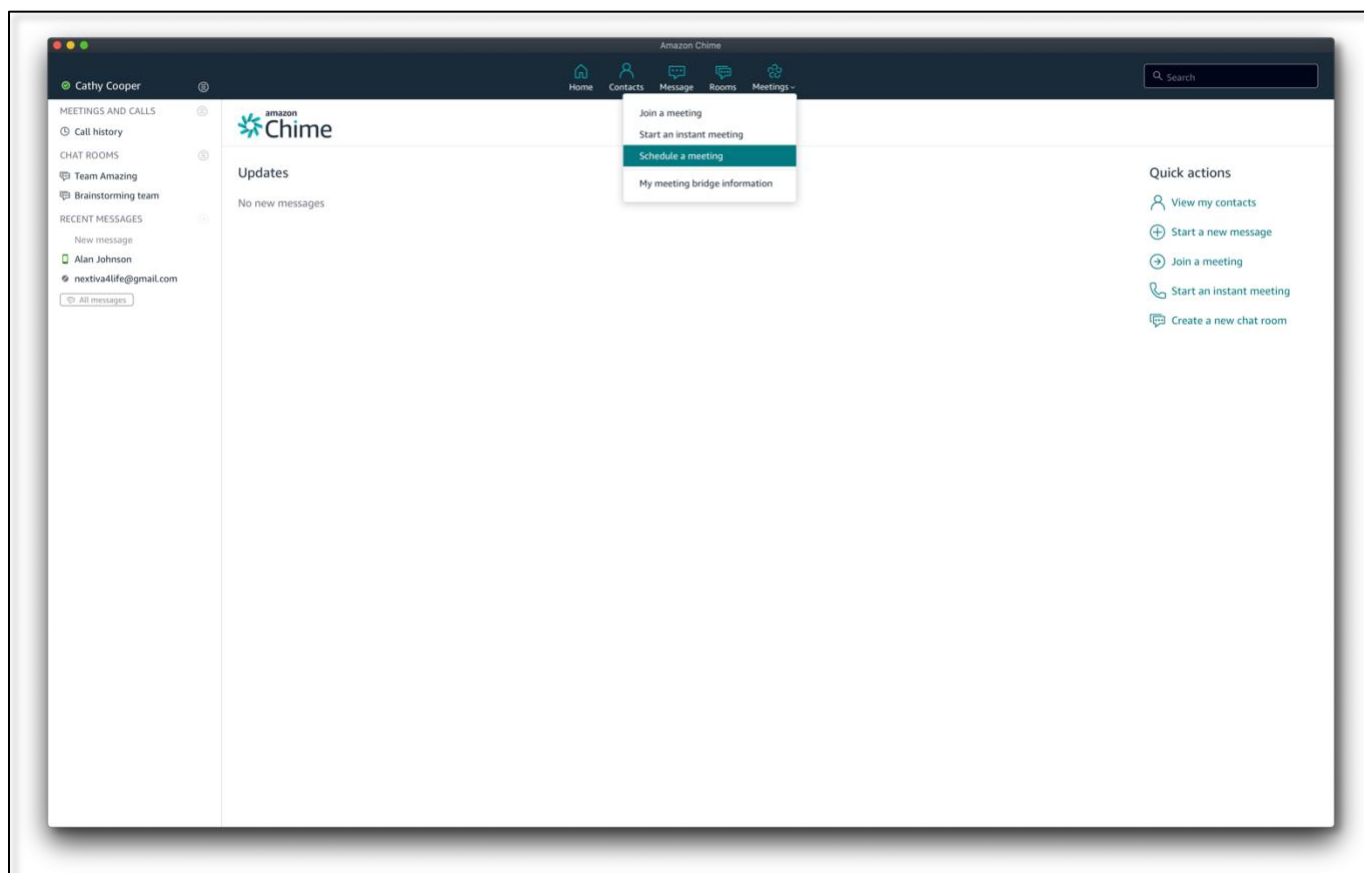 Amazon Chime
Cathy Cooper
Home Contacts Message Rooms Meetings
Search
MEETINGS AND CALLS
Call history
CHAT ROOMS
Team Amazing
Brainstorming team
RECENT MESSAGES
New message
Alan Johnson
nextiva4life@gmail.com
All messages
amazon
Chime
Updates
No new messages
Join a meeting
Start an instant meeting
Schedule a meeting
My meeting bridge information
Quick actions
View my contacts
Start a new message
Join a meeting
Start an instant meeting
Create a new chat room